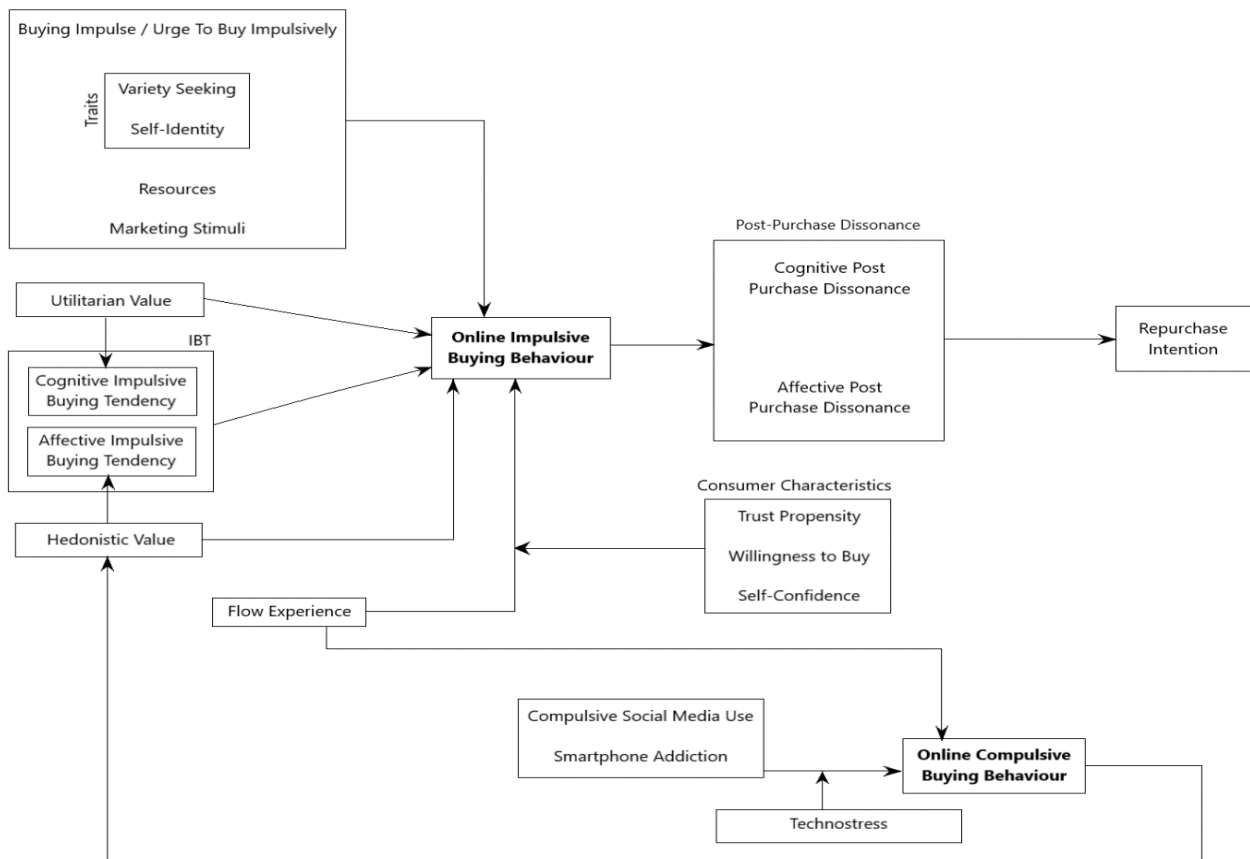 Buying Impulse / Urge To Buy Impulsively
Traits
Variety Seeking
Self-Identity
Resources
Marketing Stimuli
Utilitarian Value
IBT
Cognitive Impulsive
Buying Tendency
Affective Impulsive
Buying Tendency
Hedonistic Value
Online Impulsive
Buying Behaviour
Post-Purchase Dissonance
Cognitive Post
Purchase Dissonance
Affective Post
Purchase Dissonance
Repurchase
Intention
Consumer Characteristics
Trust Propensity
Willingness to Buy
Self-Confidence
Flow Experience
Compulsive Social Media Use
Smartphone Addiction
Online Compulsive
Buying Behaviour
Technostress